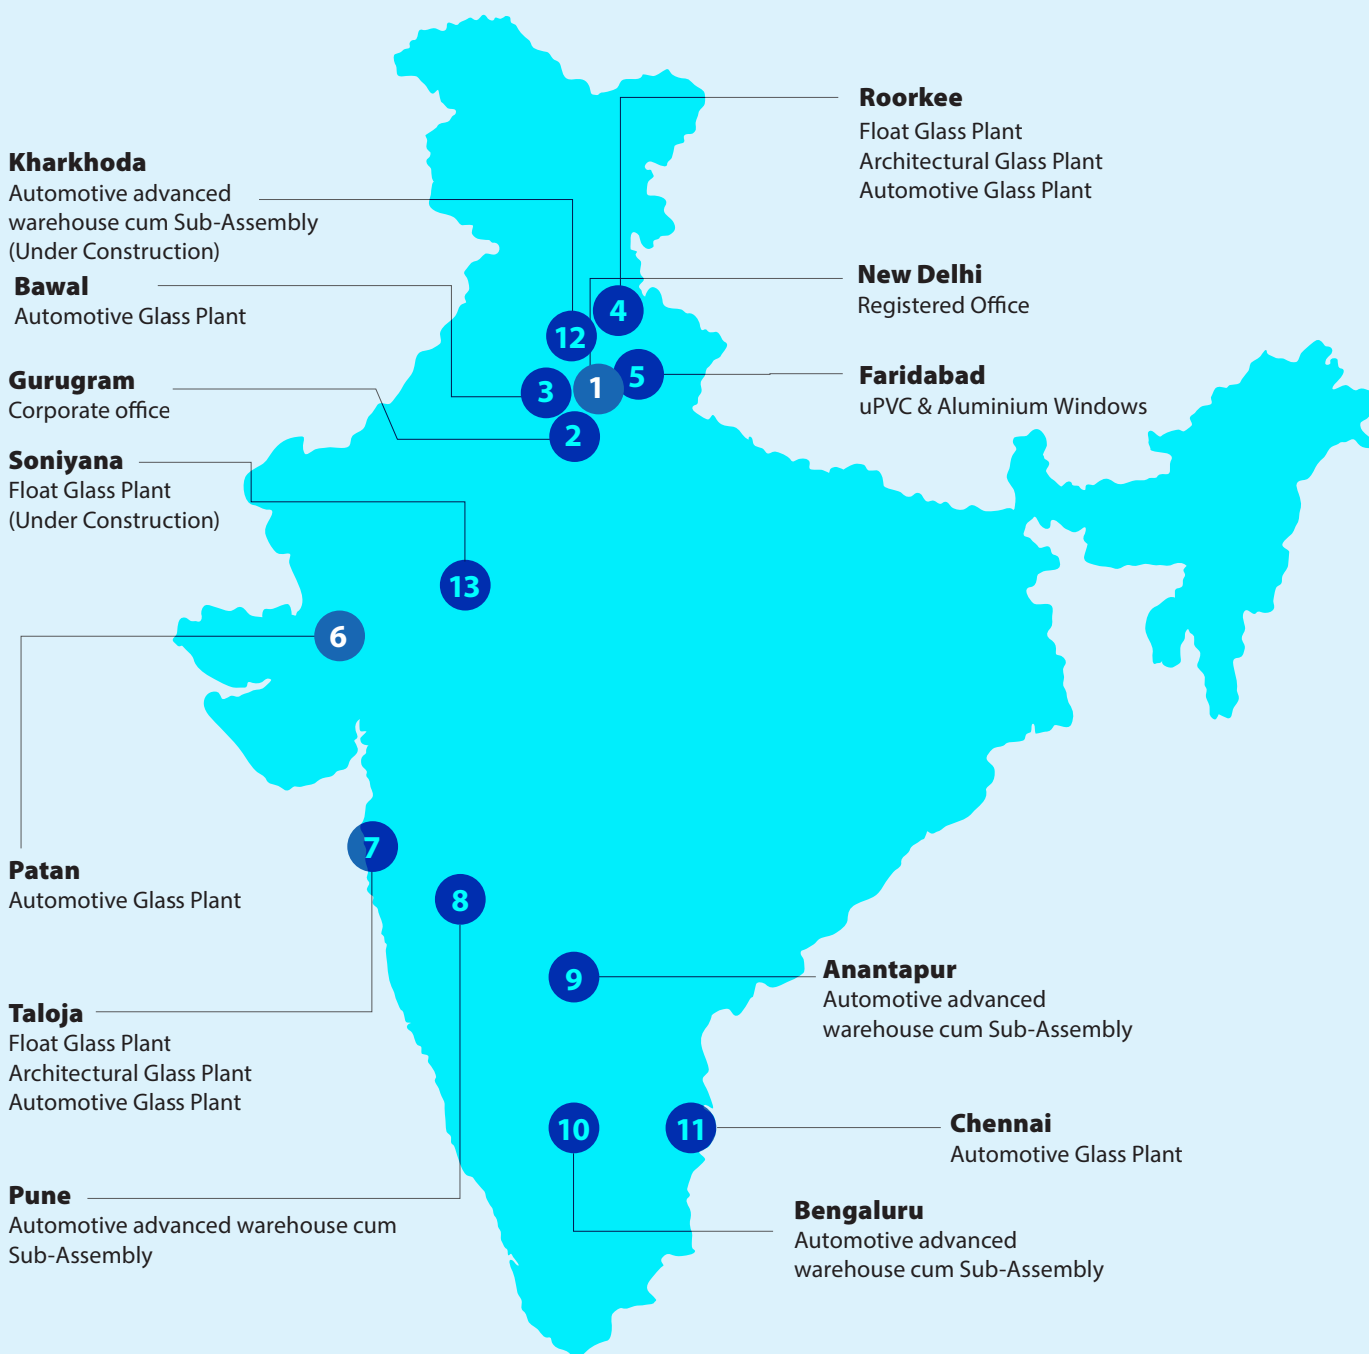 Kharkhoda
Automotive advanced
warehouse cum Sub-Assembly
(Under Construction)
Bawal
Automotive Glass Plant
Gurugram
Corporate office
Soniyana
Float Glass Plant
(Under Construction)
Patan
Automotive Glass Plant
Taloja
Float Glass Plant
Architectural Glass Plant
Automotive Glass Plant
Pune
Automotive advanced warehouse cum
Sub-Assembly
Roorkee
Float Glass Plant
Architectural Glass Plant
Automotive Glass Plant
New Delhi
Registered Office
Faridabad
uPVC & Aluminium Windows
Anantapur
Automotive advanced
warehouse cum Sub-Assembly
Chennai
Automotive Glass Plant
Bengaluru
Automotive advanced
warehouse cum Sub-Assembly
4
12
5
3
1
2
13
6
7
8
9
10
11